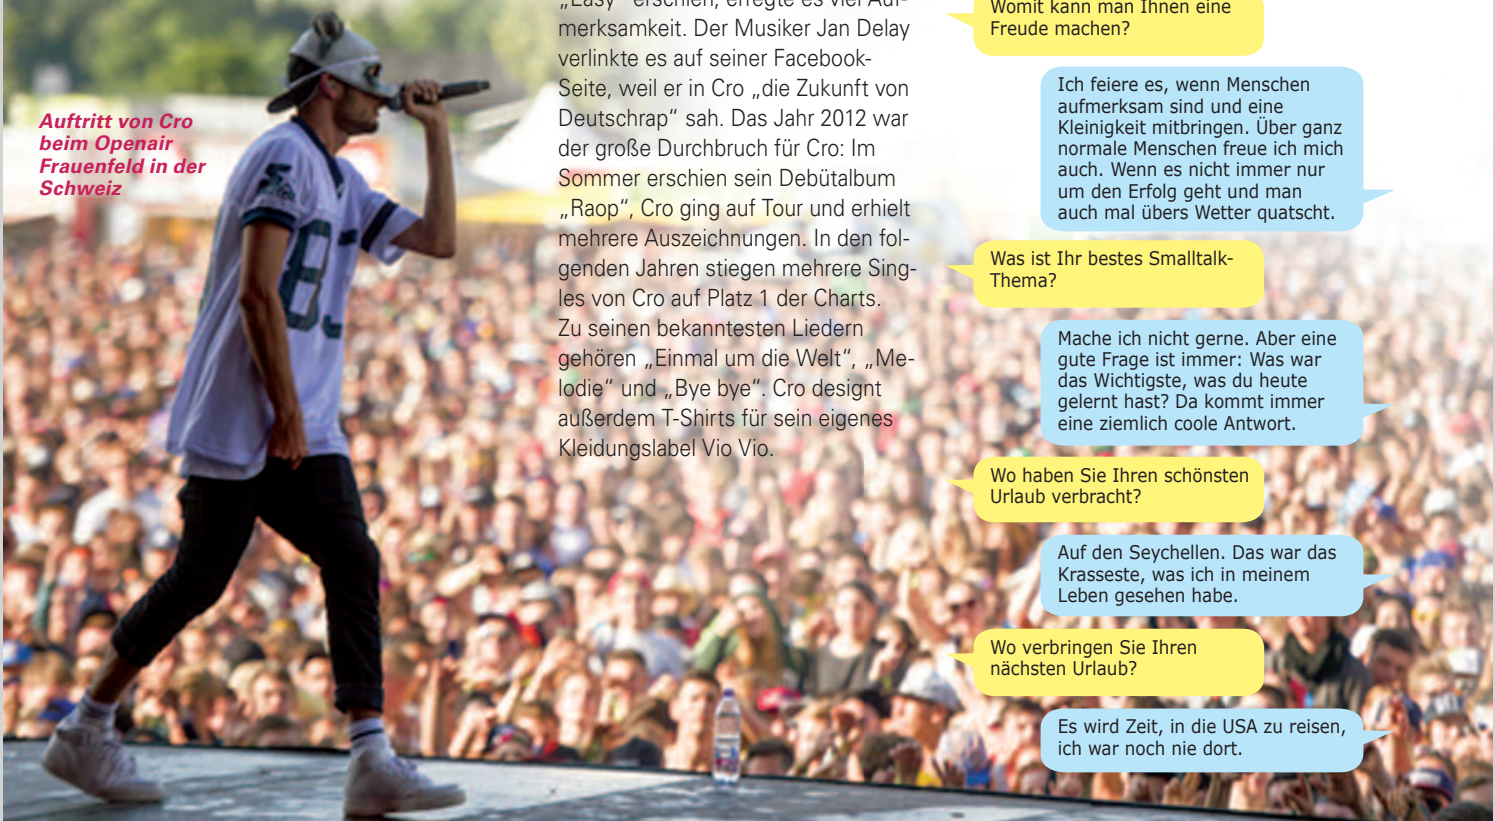 Auftritt von Cro
beim Openair
Frauenfeld in der
Schweiz
„Easy“ erschien, erregte es viel Auf-
merksamkeit. Der Musiker Jan Delay
verlinkte es auf seiner Facebook-
Seite, weil er in Cro „die Zukunft von
Deutschrap“ sah. Das Jahr 2012 war
der große Durchbruch für Cro: Im
Sommer erschien sein Debütalbum
„Raop“, Cro ging auf Tour und erhielt
mehrere Auszeichnungen. In den fol-
genden Jahren stiegen mehrere Sing-
les von Cro auf Platz 1 der Charts.
Zu seinen bekanntesten Liedern
gehören „Einmal um die Welt“, „Me-
lodie“ und „Bye bye“. Cro designt
außerdem T-Shirts für sein eigenes
Kleidungslabel Vio Vio.
Womit kann man Ihnen eine
Freude machen?
Ich feiere es, wenn Menschen
aufmerksam sind und eine
Kleinigkeit mitbringen. Über ganz
normale Menschen freue ich mich
auch. Wenn es nicht immer nur
um den Erfolg geht und man
auch mal übers Wetter quatscht.
Was ist Ihr bestes Smalltalk-
Thema?
Mache ich nicht gerne. Aber eine
gute Frage ist immer: Was war
das Wichtigste, was du heute
gelernt hast? Da kommt immer
eine ziemlich coole Antwort.
Wo haben Sie Ihren schönsten
Urlaub verbracht?
Auf den Seychellen. Das war das
Krasseste, was ich in meinem
Leben gesehen habe.
Wo verbringen Sie Ihren
nächsten Urlaub?
Es wird Zeit, in die USA zu reisen,
ich war noch nie dort.